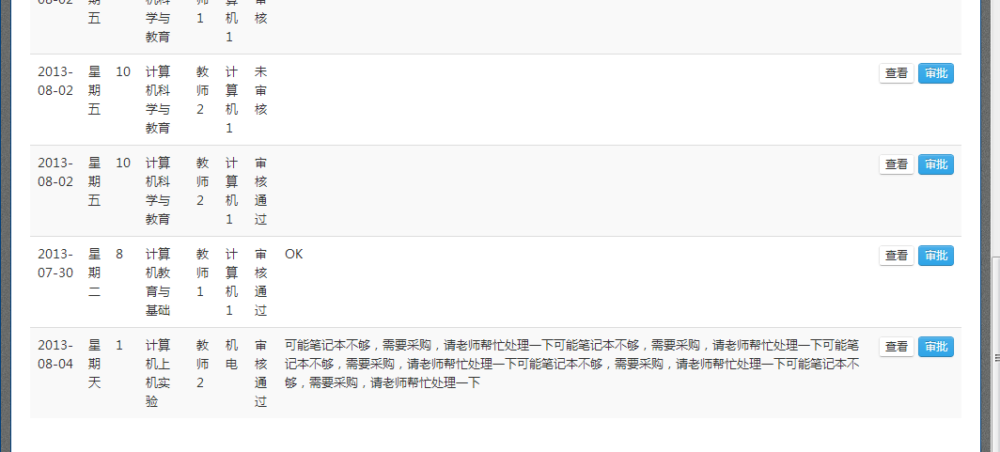 08-02 期 机科 师 算 审
五 学与 1 机 核
教育 1
2013- 星 10 计算 教 计 未 查看 审批
08-02 期 机科 师 算 审
五 学与 2 机 核
教育 1
2013- 星 10 计算 教 计 审 查看 审批
08-02 期 机科 师 算 核
五 学与 2 机 通
教育 1 过
2013- 星 8 计算 教 计 审 OK 查看 审批
07-30 期 机教 师 算 核
二 育与 1 机 通
基础 1 过
2013- 星 1 计算 教 机 审 可能笔记本不够，需要采购，请老师帮忙处理一下可能笔记本不够，需要采购，请老师帮忙处理一下可能笔 查看 审批
08-04 期 机上 师 电 核 记本不够，需要采购，请老师帮忙处理一下可能笔记本不够，需要采购，请老师帮忙处理一下可能笔记本不
天 机实 2 通 够，需要采购，请老师帮忙处理一下
验 过